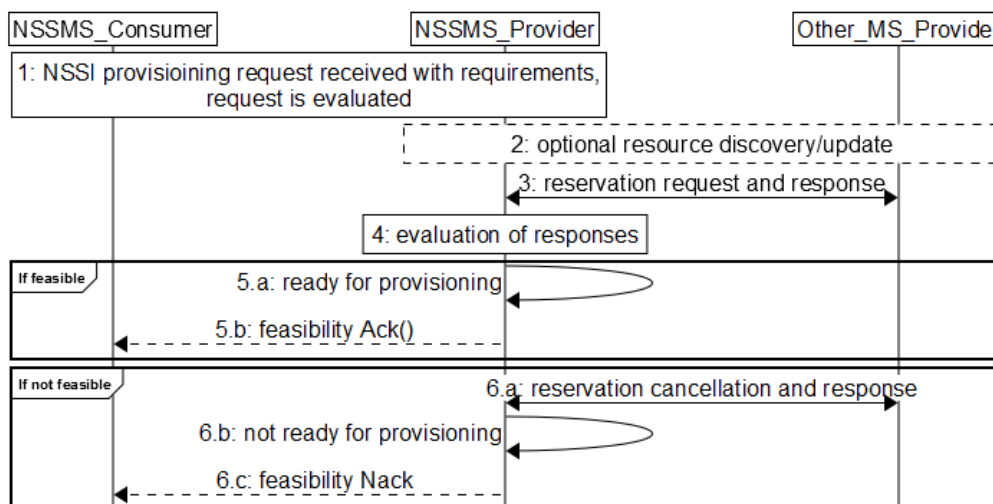 NSSMS_Consumer
NSSMS_Provider
Other_MS_Provide
1: NSSI provisioining request received with requirements,
request is evaluated
2: optional resource discovery/update
3: reservation request and response
4: evaluation of responses
If feasible
5.a: ready for provisioning
5.b: feasibility Ack()
If not feasible
6.a: reservation cancellation and response
6.b: not ready for provisioning
6.c: feasibility Nack